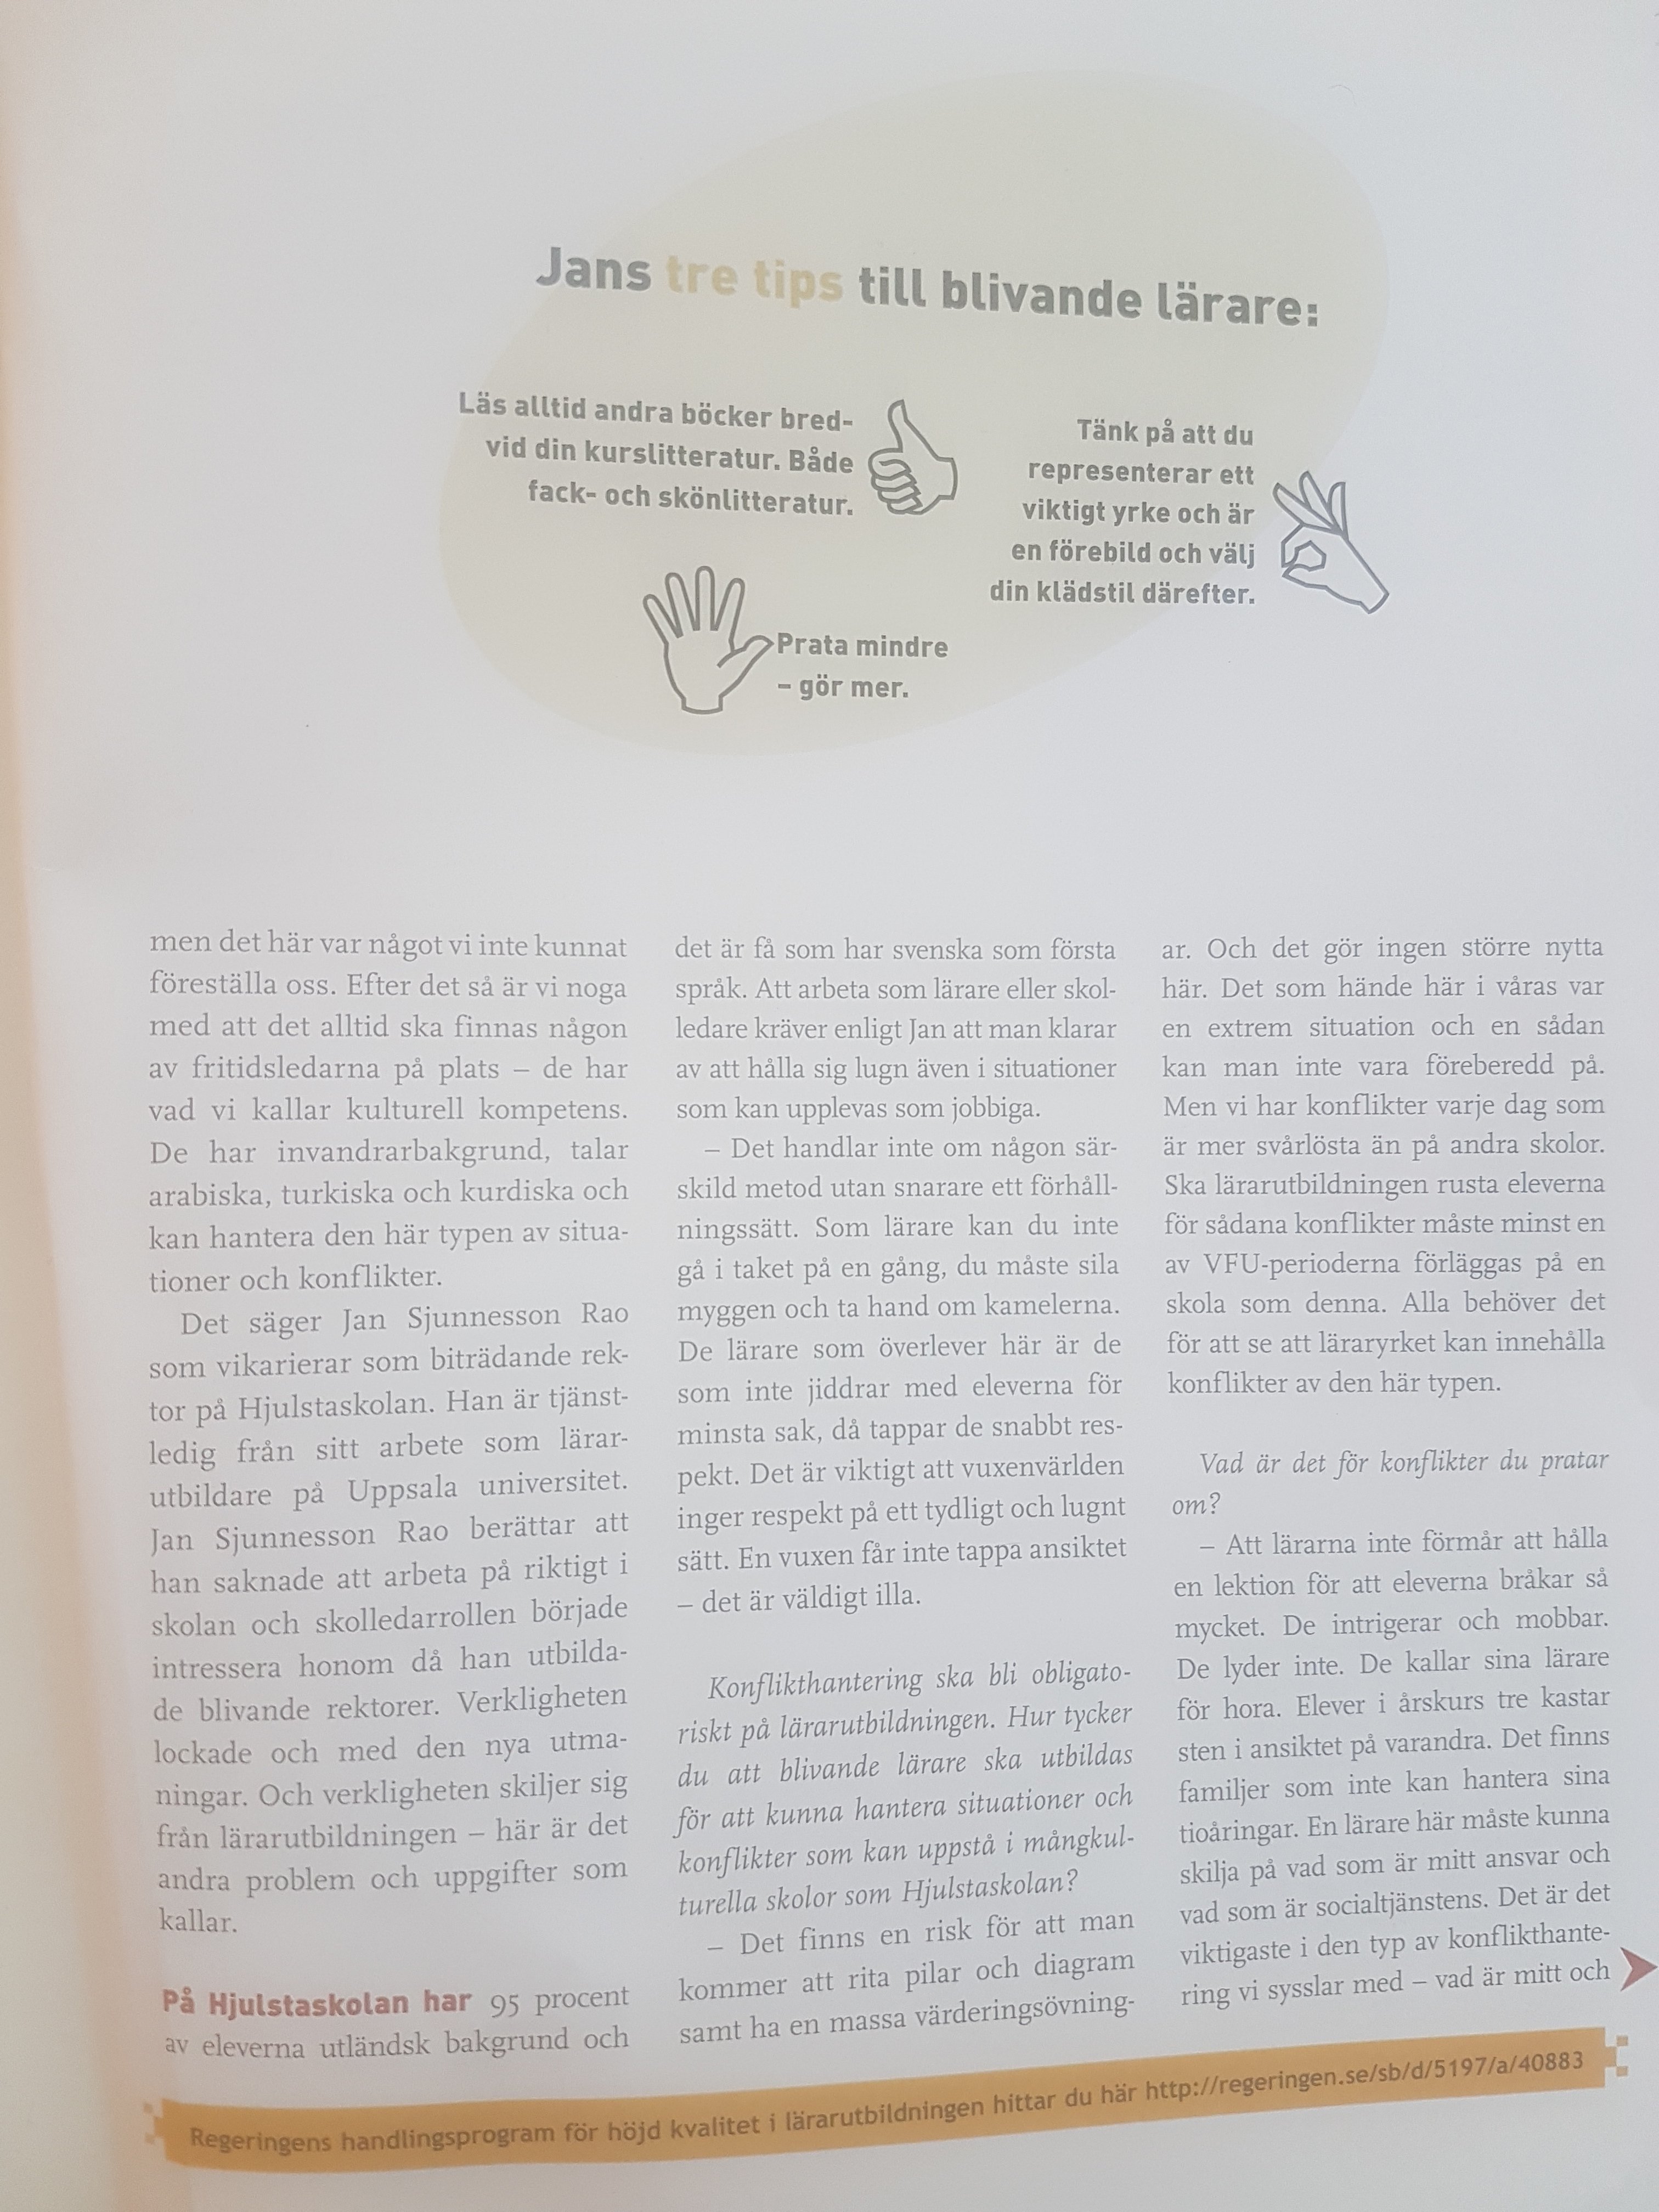 Jans tre tips till blivande lärare:
Läs alltid andra böcker bred-
vid din kurslitteratur. Både
fack- och skönlitteratur.
Tänk på att du
representerar ett
viktigt yrke och är
en förebild och välj
din klädstil därefter.
Prata mindre
– gör mer.
men det här var något vi inte kunnat
föreställa oss. Efter det så är vi noga
med att det alltid ska finnas någon
av fritidsledarna på plats – de har
vad vi kallar kulturell kompetens.
De har invandrarbakgrund, talar
arabiska, turkiska och kurdiska och
kan hantera den här typen av situa-
tioner och konflikter.
Det säger Jan Sjunnesson Rao
som vikarierar som biträdande rek-
tor på Hjulstaskolan. Han är tjänst-
ledig från sitt arbete som lärar-
utbildare på Uppsala universitet.
Jan Sjunnesson Rao berättar att
han saknade att arbeta på riktigt i
skolan och skolledarrollen började
intressera honom då han utbilda-
de blivande rektorer. Verkligheten
lockade och med den nya utma-
ningar. Och verkligheten skiljer sig
från lärarutbildningen – här är det
andra problem och uppgifter som
kallar.
På Hjulstaskolan har 95 procent
av eleverna utländsk bakgrund och
det är få som har svenska som första
språk. Att arbeta som lärare eller skol-
ledare kräver enligt Jan att man klarar
av att hålla sig lugn även i situationer
som kan upplevas som jobbiga.
– Det handlar inte om någon sär-
skild metod utan snarare ett förhåll-
ningssätt. Som lärare kan du inte
gå i taket på en gång, du måste sila
myggen och ta hand om kamelerna.
De lärare som överlever här är de
som inte jiddrar med eleverna för
minsta sak, då tappar de snabbt res-
pekt. Det är viktigt att vuxenvärlden
inger respekt på ett tydligt och lugnt
sätt. En vuxen får inte tappa ansiktet
– det är väldigt illa.
Konflikthantering ska bli obligato-
riskt på lärarutbildningen. Hur tycker
du att blivande lärare ska utbildas
för att kunna hantera situationer och
konflikter som kan uppstå i mångkul-
turella skolor som Hjulstaskolan?
– Det finns en risk för att man
kommer att rita pilar och diagram
samt ha en massa värderingsövning-
ar. Och det gör ingen större nytta
här. Det som hände här i våras var
en extrem situation och en sådan
kan man inte vara föreberedd på.
Men vi har konflikter varje dag som
är mer svårlösta än på andra skolor.
Ska lärarutbildningen rusta eleverna
för sådana konflikter måste minst en
av VFU-perioderna förläggas på en
skola som denna. Alla behöver det
för att se att läraryrket kan innehålla
konflikter av den här typen.
Vad är det för konflikter du pratar
om?
– Att lärarna inte förmår att hålla
en lektion för att eleverna bråkar så
mycket. De intrigerar och mobbar.
De lyder inte. De kallar sina lärare
för hora. Elever i årskurs tre kastar
sten i ansiktet på varandra. Det finns
familjer som inte kan hantera sina
tioåringar. En lärare här måste kunna
skilja på vad som är mitt ansvar och
vad som är socialtjänstens. Det är det
viktigaste i den typ av konflikthante-
ring vi sysslar med – vad är mitt och
Regeringens handlingsprogram för höjd kvalitet i lärarutbildningen hittar du här http://regeringen.se/sb/d/5197/a/40883